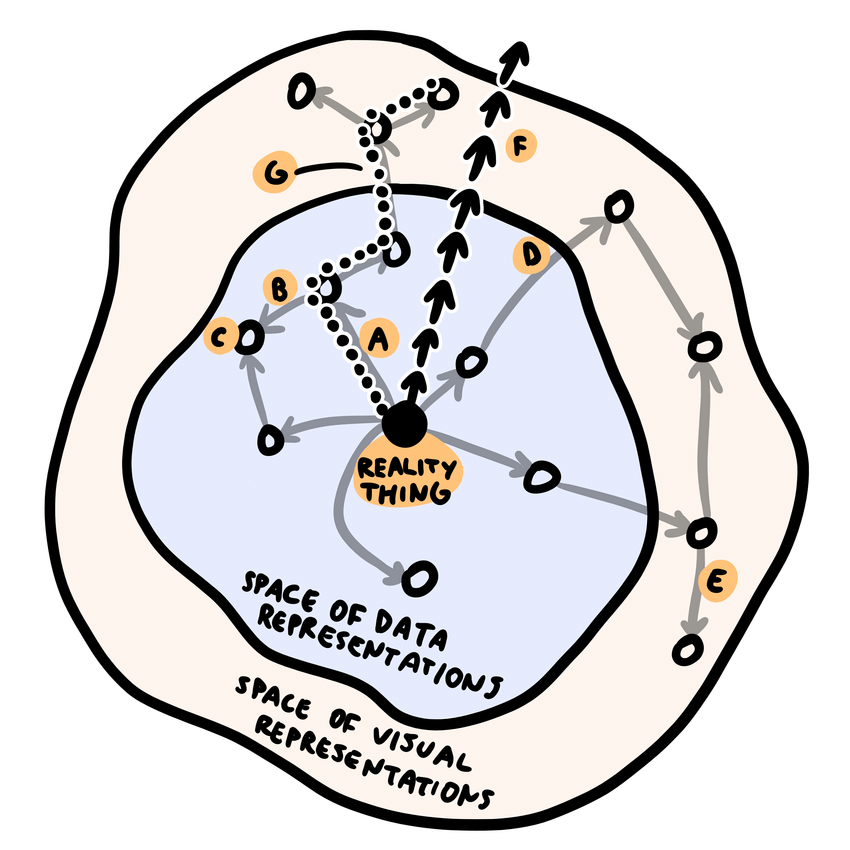 F
G
D
B
C
A
REALITY
THING
E
SPACE OF DATA
REPRESENTATIONS
SPACE OF VISUAL
REPRESENTATIONS